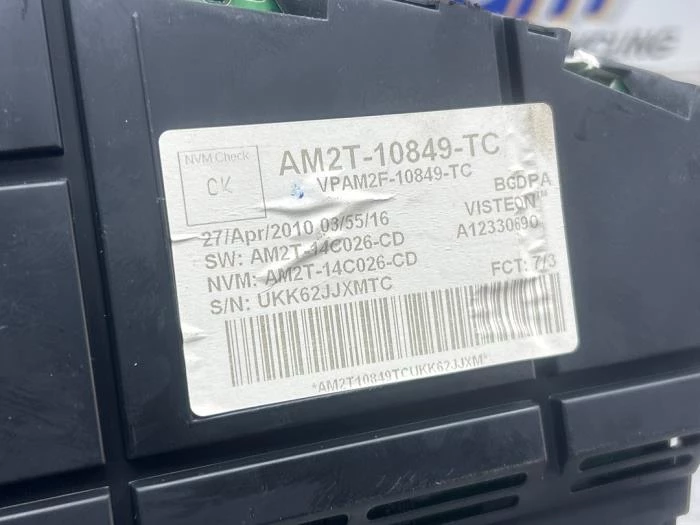 NVM Check
OK
AM2T-10849-TC
VPAM2F-10849-TC
BGDPA
VISTEON™
A12330690
27/Apr/2010 03/55/16
SW: AM2T-14C026-CD
NVM: AM2T-14C026-CD
S/N: UKK62JJXMTC
FCT: 7/3
*AM2T10849TCUKK62JJXM*